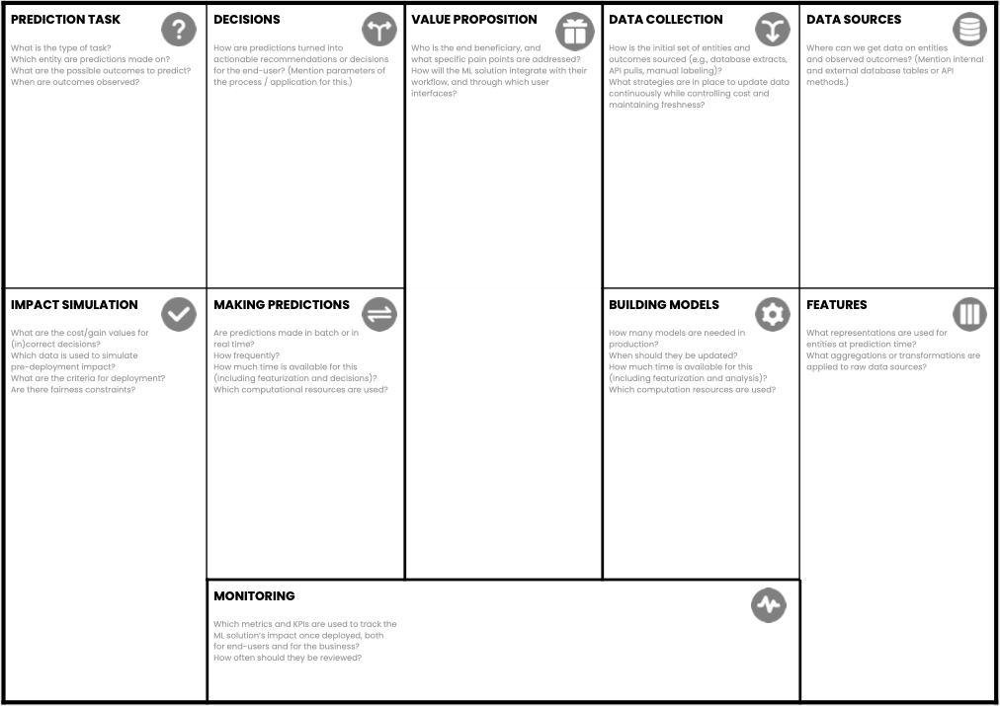 PREDICTION TASK
What is the type of task?
Which entity are predictions made on?
What are the possible outcomes to predict?
When are outcomes observed?
DECISIONS
How are predictions turned into
actionable recommendations or decisions
for the end-user? (Mention parameters of
the process / application for this.)
VALUE PROPOSITION
Who is the end beneficiary, and
what specific pain points are addressed?
How will the ML solution integrate with their
workflow, and through which user
interfaces?
DATA COLLECTION
How is the initial set of entities and
outcomes sourced (e.g., database extracts,
API pulls, manual labeling)?
What strategies are in place to update data
continuously while controlling cost and
maintaining freshness?
DATA SOURCES
Where can we get data on entities
and observed outcomes? (Mention internal
and external database tables or API
methods.)
IMPACT SIMULATION
What are the cost/gain values for
(in)correct decisions?
Which data is used to simulate
pre-deployment impact?
What are the criteria for deployment?
Are there fairness constraints?
MAKING PREDICTIONS
Are predictions made in batch or in
real time?
How frequently?
How much time is available for this
(including featurization and decisions)?
Which computational resources are used?
BUILDING MODELS
How many models are needed in
production?
When should they be updated?
How much time is available for this
(including featurization and analysis)?
Which computation resources are used?
FEATURES
What representations are used for
entities at prediction time?
What aggregations or transformations are
applied to raw data sources?
MONITORING
Which metrics and KPIs are used to track the
ML solution's impact once deployed, both
for end-users and for the business?
How often should they be reviewed?